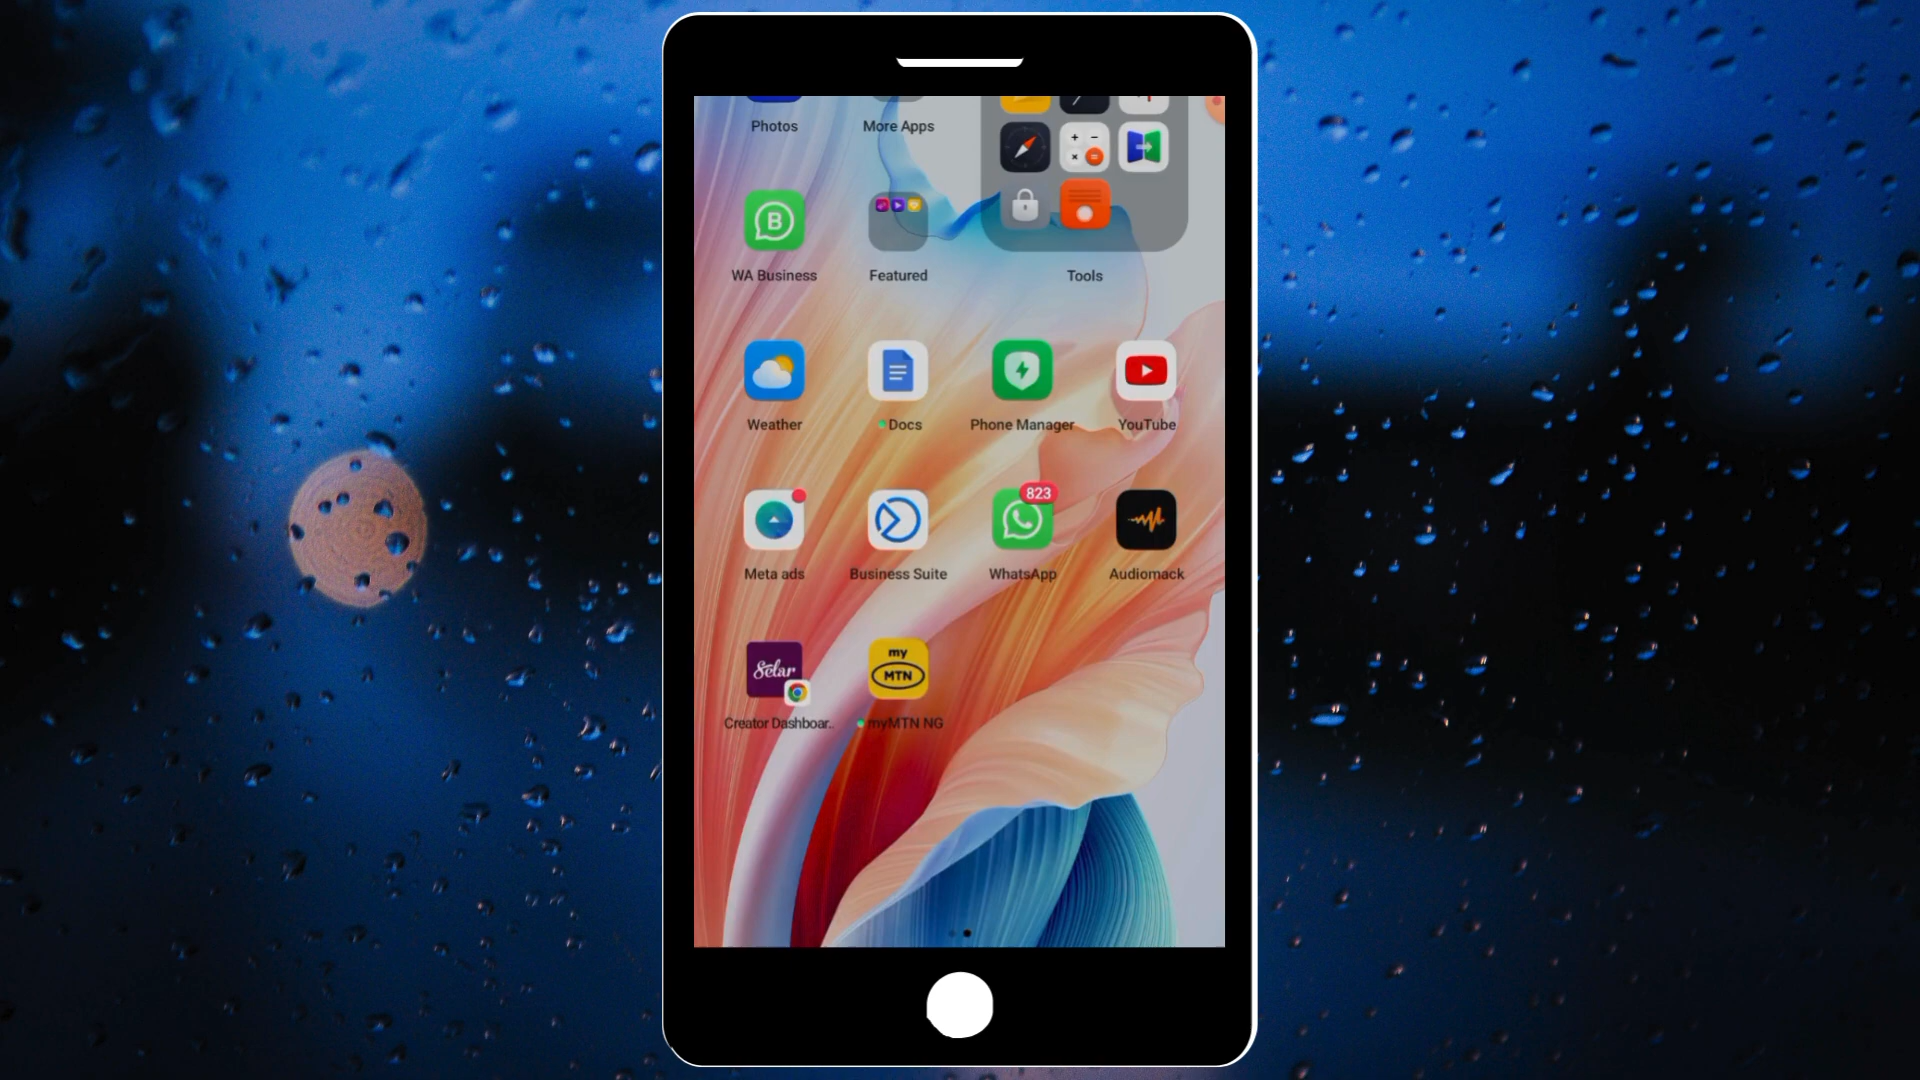 Photos
More Apps
B
WA Business
Featured
Tools
Weather
Docs
Phone Manager
YouTube
823
Meta ads
Business Suite
WhatsApp
Audiomack
Selar
my
MTN
Creator Dashboar..
myMTN NG